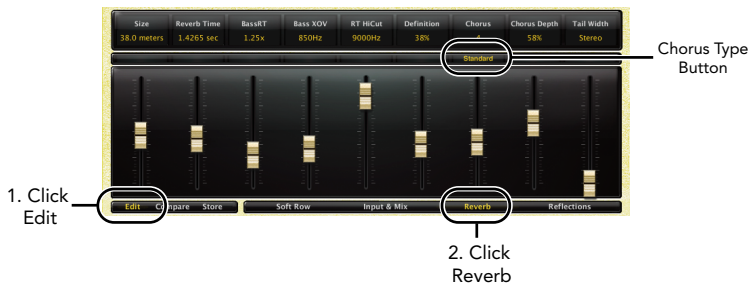 Size Reverb Time BassRT Bass XOV RT HiCut Definition Chorus Chorus Depth Tail Width
38.0 meters 1.4265 sec 1.25x 850Hz 9000Hz 38% 58% Stereo
Standard
Chorus Type
Button
1. Click
Edit
Edit Compare Store Soft Row Input & Mix Reverb Reflections
2. Click
Reverb